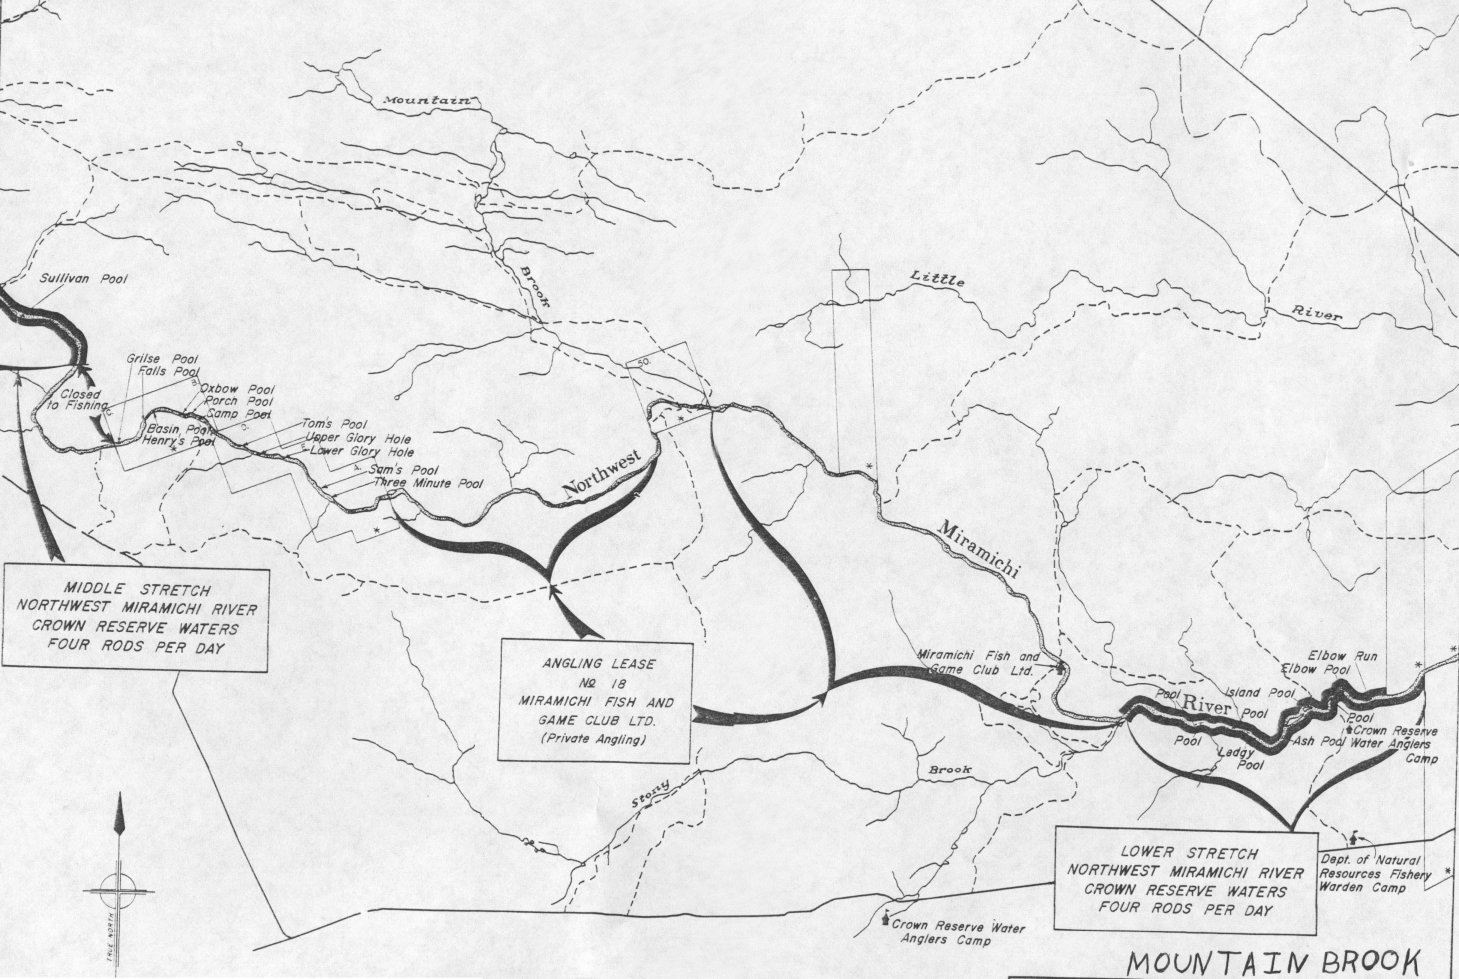 Mountain
Brook
Little
River
Sullivan Pool
Grilse Pool
Falls Pool
Closed
to Fishing
Oxbow Pool
Porch Pool
Camp Pool
Basin Pool
Henry's Pool
Tom's Pool
Upper Glory Hole
Lower Glory Hole
Sam's Pool
Three Minute Pool
50.
Northwest
Miramichi
River
MIDDLE STRETCH
NORTHWEST MIRAMICHI RIVER
CROWN RESERVE WATERS
FOUR RODS PER DAY
ANGLING LEASE
No 18
MIRAMICHI FISH AND
GAME CLUB LTD.
(Private Angling)
Miramichi Fish and
Game Club Ltd.
Elbow Run
Elbow Pool
Island Pool
Pool
Pool
Pool
Ledgy
Pool
Ash Pool
Pool
Crown Reserve
Water Anglers
Camp
Stony
Brook
LOWER STRETCH
NORTHWEST MIRAMICHI RIVER
CROWN RESERVE WATERS
FOUR RODS PER DAY
Dept. of Natural
Resources Fishery
Warden Camp
Crown Reserve Water
Anglers Camp
TRUE NORTH
MOUNTAIN BROOK